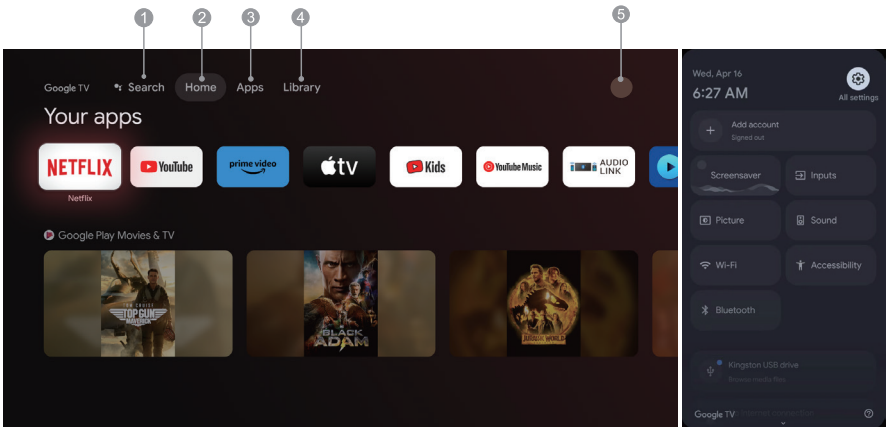 1 2 3 4 5
Google TV Search Home Apps Library
Your apps
NETFLIX YouTube prime video tv Kids YouTube Music AUDIO LINK
Netflix
Google Play Movies & TV
TOM CRUISE
TOP GUN
MAVERICK
BLACK
ADAM
JURASSIC WORLD
Wed, Apr 16
6:27 AM
All settings
Add account
Signed out
Screensaver Inputs
Picture Sound
Wi-Fi Accessibility
Bluetooth
Kingston USB drive
Browse media files
Google TV